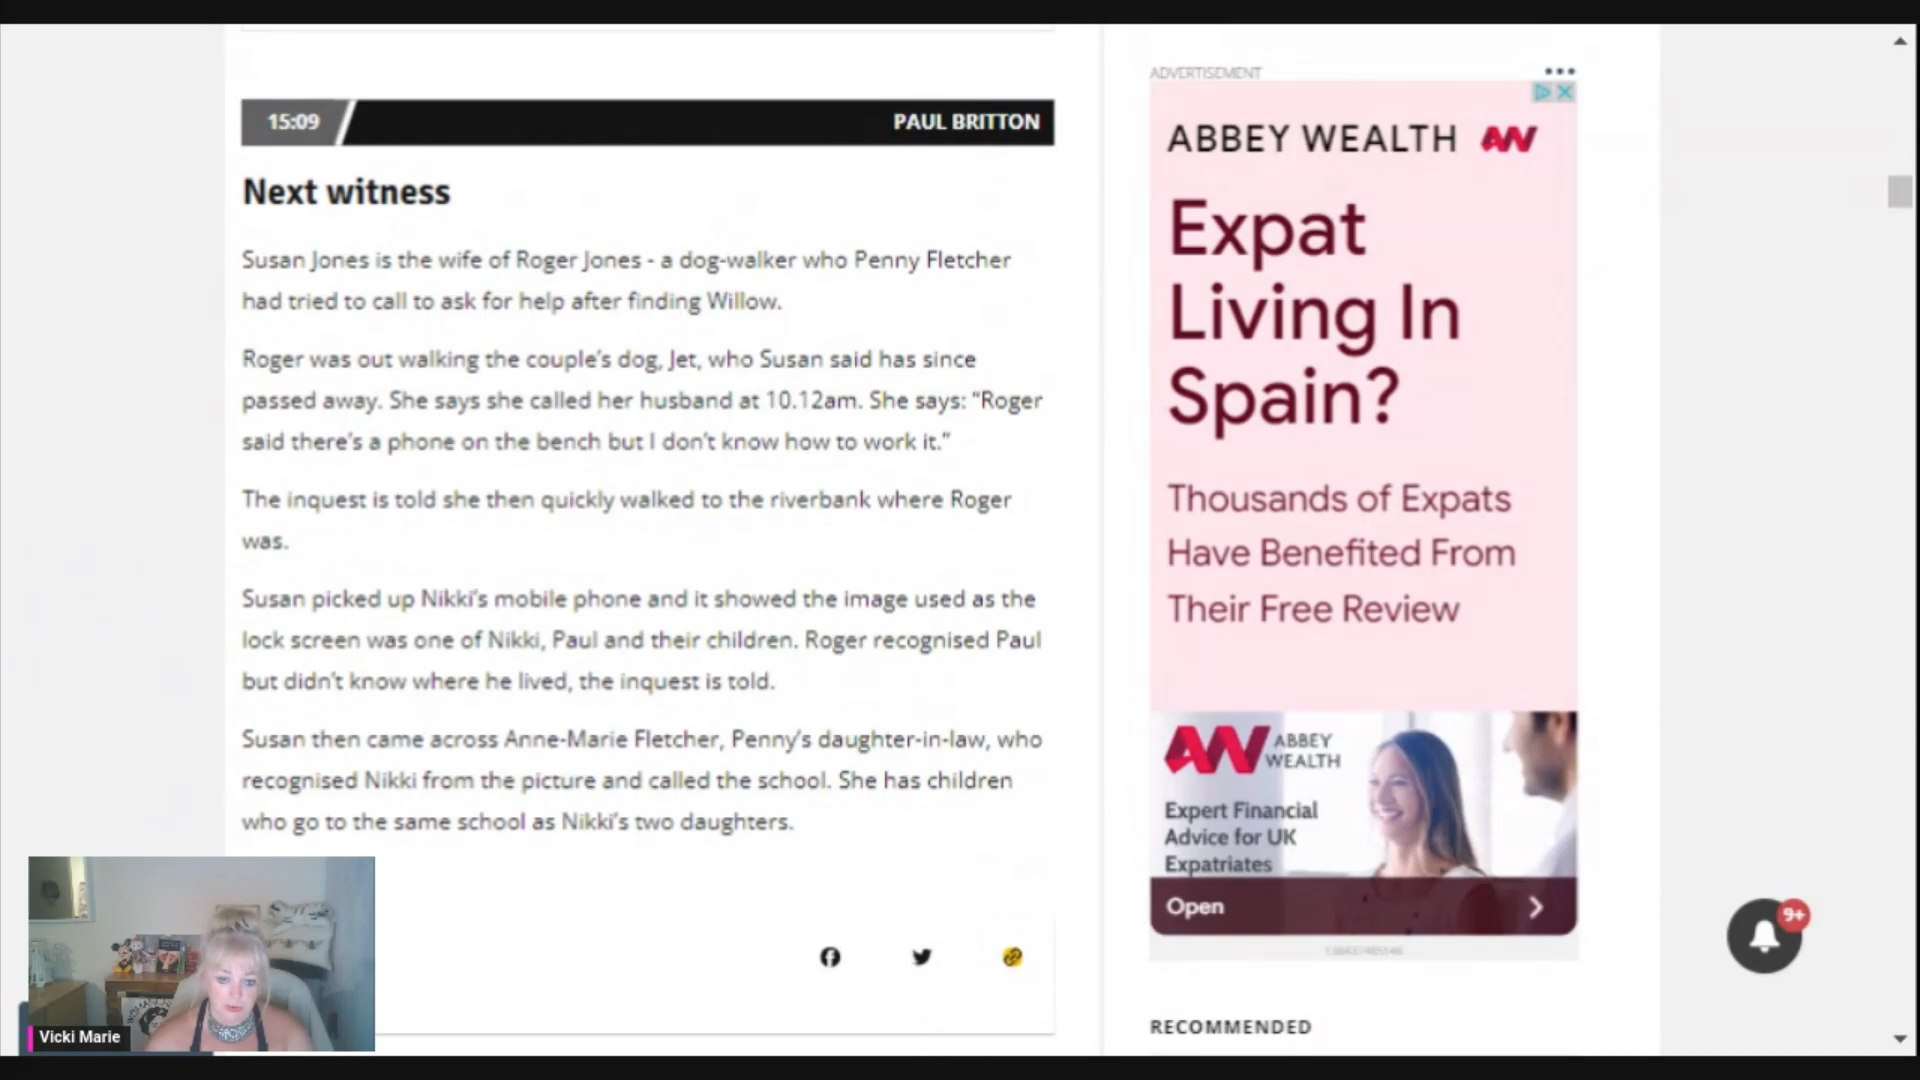 15:09
PAUL BRITTON
Next witness
Susan Jones is the wife of Roger Jones - a dog-walker who Penny Fletcher
had tried to call to ask for help after finding Willow.
Roger was out walking the couple's dog, Jet, who Susan said has since
passed away. She says she called her husband at 10.12am. She says: “Roger
said there's a phone on the bench but I don't know how to work it.”
The inquest is told she then quickly walked to the riverbank where Roger
was.
Susan picked up Nikki's mobile phone and it showed the image used as the
lock screen was one of Nikki, Paul and their children. Roger recognised Paul
but didn't know where he lived, the inquest is told.
Susan then came across Anne-Marie Fletcher, Penny's daughter-in-law, who
recognised Nikki from the picture and called the school. She has children
who go to the same school as Nikki's two daughters.
Vicki Marie
ADVERTISEMENT
ABBEY WEALTH AW
Expat
Living In
Spain?
Thousands of Expats
Have Benefited From
Their Free Review
AW ABBEY
WEALTH
Expert Financial
Advice for UK
Expatriates
Open
9+
RECOMMENDED